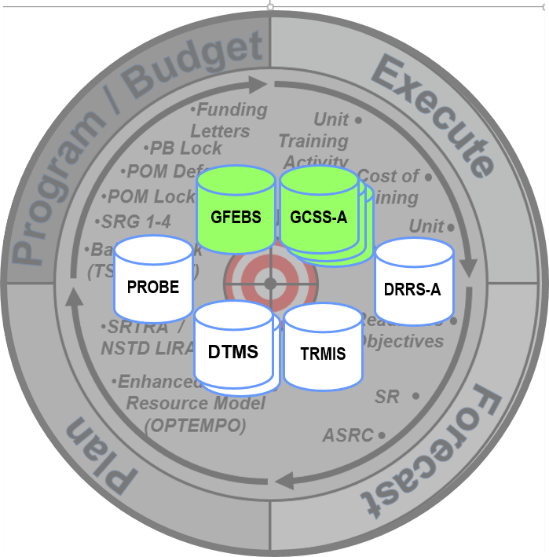 Program / Budget
Execute
•Funding
Letters
•PB Lock
•POM Defe
•POM Lock
•SRG 1-4
•Ba
k
(TS
Unit •
Training
Activity
Cost of •
ining
Unit •
GFEBS
GCSS-A
PROBE
DRRS-A
DTMS
TRMIS
•SRTRA /
NSTD LIRA
•Enhanced
Resource Model
(OPTEMPO)
Objectives
SR •
ASRC •
Plan
Forecast